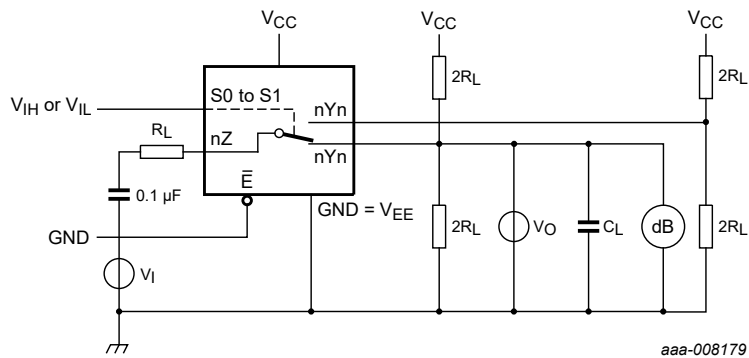 VCC
VCC
VCC
2RL
2RL
VIH or VIL
S0 to S1
nYn
RL
nZ
nYn
0.1 μF
E̅
GND = VEE
GND
2RL
VO
CL
dB
2RL
VI
aaa-008179